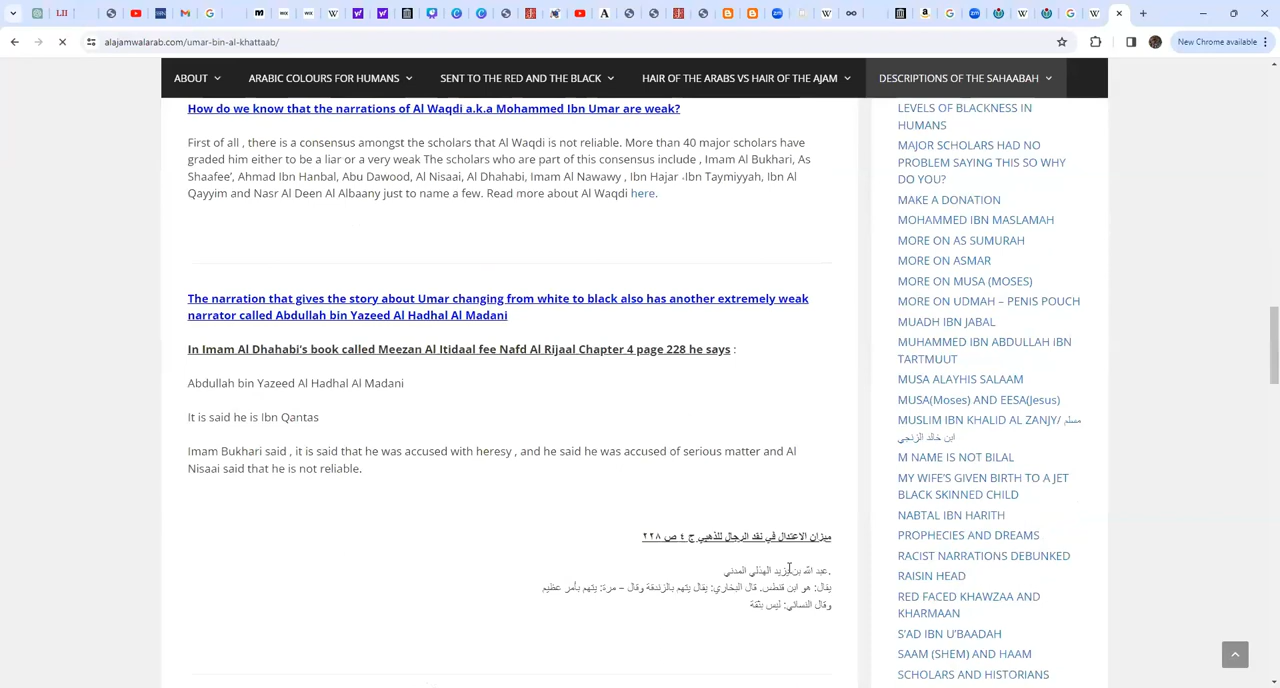 alajamwalarab.com/umar-bin-al-khattaab/
New Chrome available
ABOUT
ARABIC COLOURS FOR HUMANS
SENT TO THE RED AND THE BLACK
HAIR OF THE ARABS VS HAIR OF THE AJAM
DESCRIPTIONS OF THE SAHAABAH
How do we know that the narrations of Al Waqdi a.k.a Mohammed Ibn Umar are weak?
First of all , there is a consensus amongst the scholars that Al Waqdi is not reliable. More than 40 major scholars have
graded him either to be a liar or a very weak The scholars who are part of this consensus include , Imam Al Bukhari, As
Shaafee', Ahmad Ibn Hanbal, Abu Dawood, Al Nisaai, Al Dhahabi, Imam Al Nawawy , Ibn Hajar ،Ibn Taymiyyah, Ibn Al
Qayyim and Nasr Al Deen Al Albaany just to name a few. Read more about Al Waqdi here.
The narration that gives the story about Umar changing from white to black also has another extremely weak
narrator called Abdullah bin Yazeed Al Hadhal Al Madani
In Imam Al Dhahabi's book called Meezan Al Itidaal fee Nafd Al Rijaal Chapter 4 page 228 he says :
Abdullah bin Yazeed Al Hadhal Al Madani
It is said he is Ibn Qantas
Imam Bukhari said , it is said that he was accused with heresy , and he said he was accused of serious matter and Al
Nisaai said that he is not reliable.
ميزان الاعتدال في نقد الرجال للذهبي ج ٤ ص ٢٢٨
.عبد الله بن يزيد الهذلي المدني
يقال: هو ابن قنطس. قال البخاري: يقال يتهم بالزندقة وقال – مرة: يتهم بأمر عظيم
وقال النسائي: ليس بثقة
LEVELS OF BLACKNESS IN
HUMANS
MAJOR SCHOLARS HAD NO
PROBLEM SAYING THIS SO WHY
DO YOU?
MAKE A DONATION
MOHAMMED IBN MASLAMAH
MORE ON AS SUMURAH
MORE ON ASMAR
MORE ON MUSA (MOSES)
MORE ON UDMAH – PENIS POUCH
MUADH IBN JABAL
MUHAMMED IBN ABDULLAH IBN
TARTMUUT
MUSA ALAYHIS SALAAM
MUSA(Moses) AND EESA(Jesus)
MUSLIM IBN KHALID AL ZANJY/ مسلم
ابن خالد الزنجي
M NAME IS NOT BILAL
MY WIFE'S GIVEN BIRTH TO A JET
BLACK SKINNED CHILD
NABTAL IBN HARITH
PROPHECIES AND DREAMS
RACIST NARRATIONS DEBUNKED
RAISIN HEAD
RED FACED KHAWZAA AND
KHARMAAN
S'AD IBN U'BAADAH
SAAM (SHEM) AND HAAM
SCHOLARS AND HISTORIANS